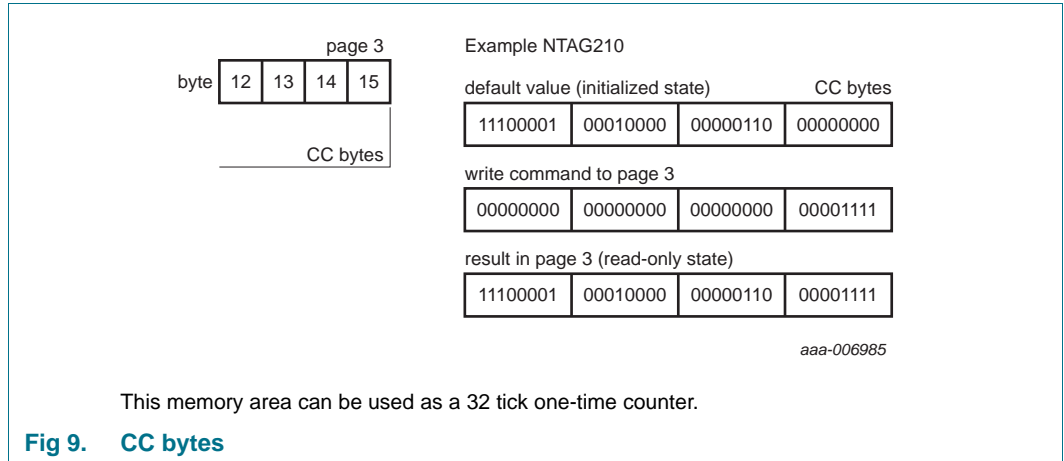 page 3
byte 12 13 14 15
CC bytes
Example NTAG210
default value (initialized state) CC bytes
11100001 00010000 00000110 00000000
write command to page 3
00000000 00000000 00000000 00001111
result in page 3 (read-only state)
11100001 00010000 00000110 00001111
aaa-006985
This memory area can be used as a 32 tick one-time counter.
Fig 9. CC bytes